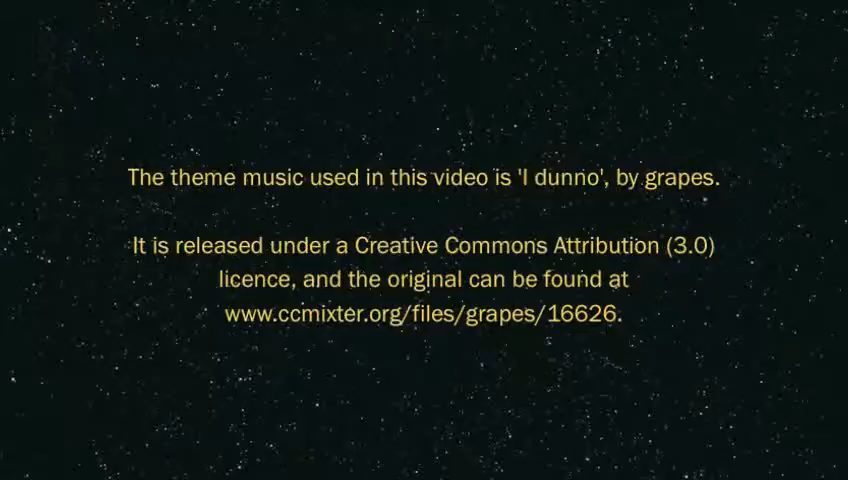 The theme music used in this video is 'I dunno', by grapes.
It is released under a Creative Commons Attribution (3.0)
licence, and the original can be found at
www.ccmixter.org/files/grapes/16626.